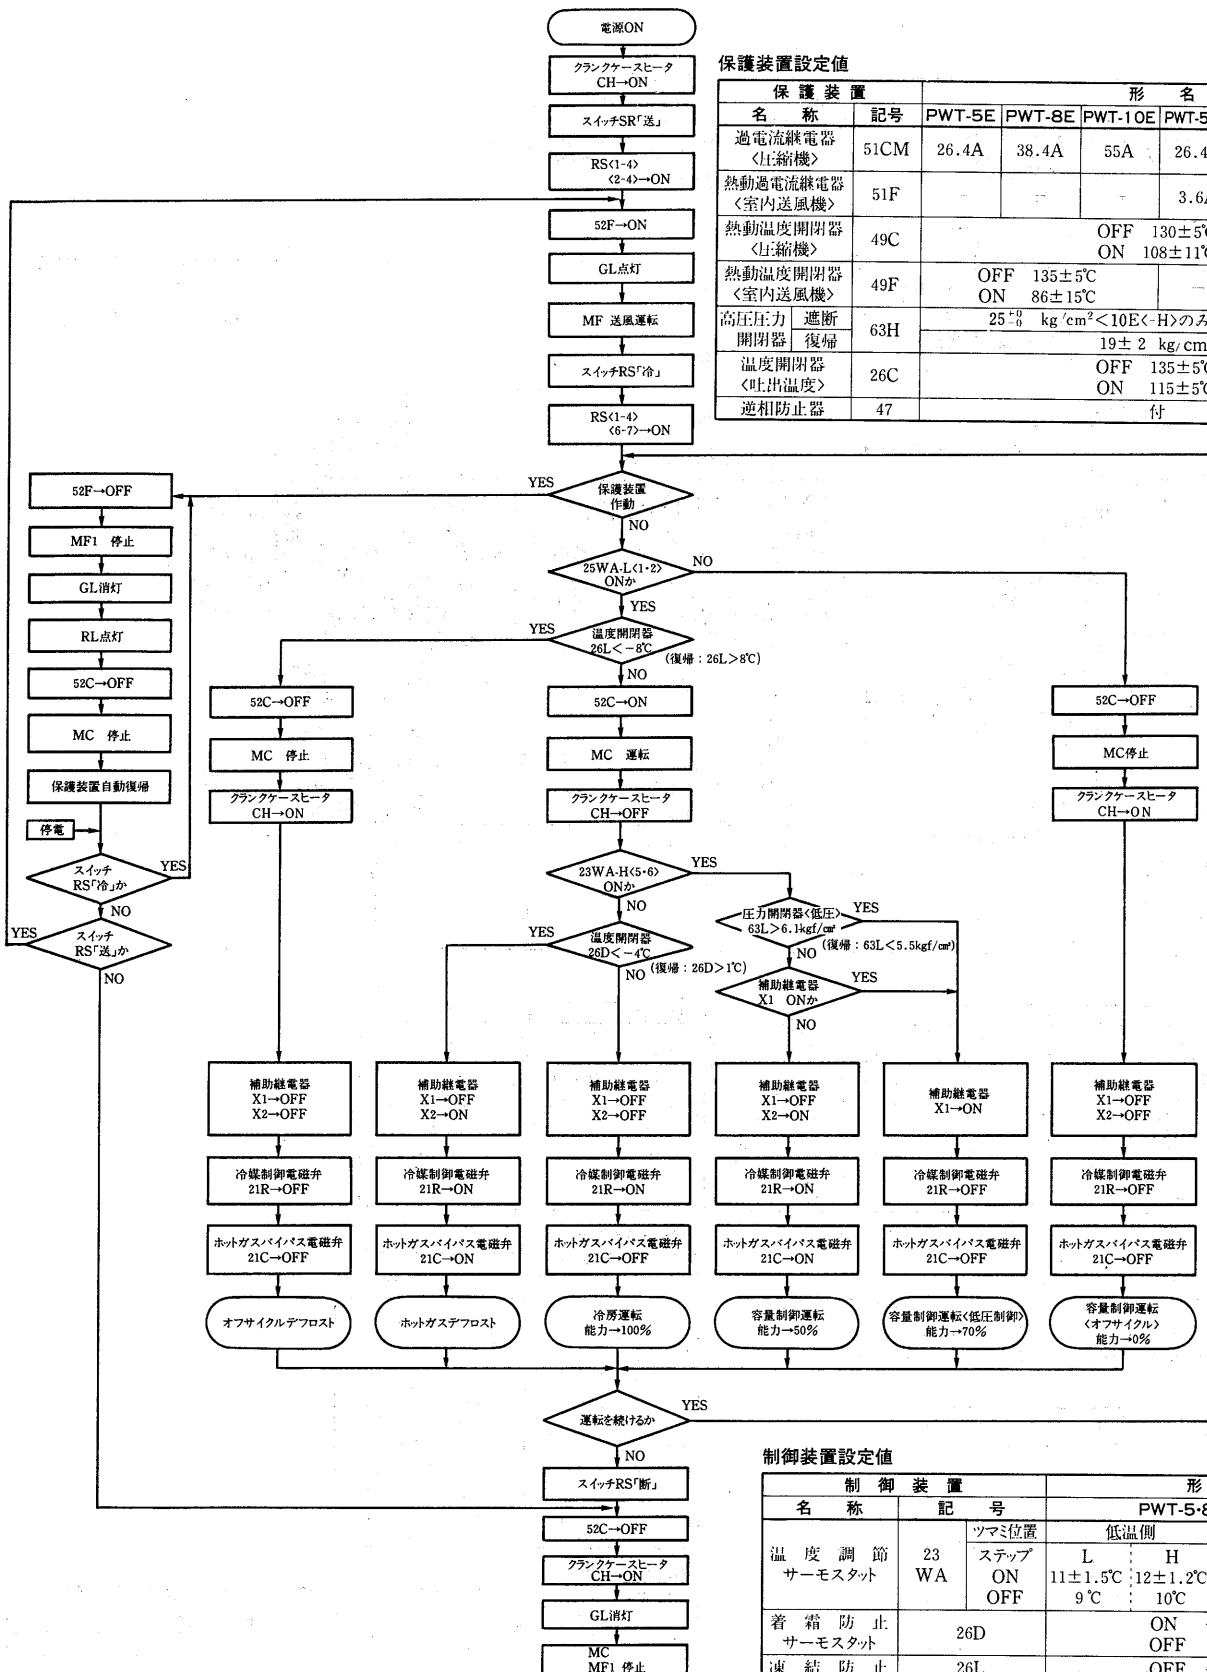 電源ON
クランクケースヒータ
CH→ON
スイッチSR「送」
RS<1-4>
<2-4>→ON
52F→ON
GL点灯
MF 送風運転
スイッチRS「冷」
RS<1-4>
<6-7>→ON
保護装置設定値
保護装置 形名
名称 記号 PWT-5E PWT-8E PWT-10E PWT-5
過電流継電器
<圧縮機> 51CM 26.4A 38.4A 55A 26.4
熱動過電流継電器
<室内送風機> 51F - - - 3.6A
熱動温度開閉器
<圧縮機> 49C OFF 130±5℃
ON 108±11℃
熱動温度開閉器
<室内送風機> 49F OFF 135±5℃ -
ON 86±15℃
高圧圧力開閉器 遮断 63H 25+0-0 kg/cm²<10E<-H>のみ
復帰 19±2 kg/cm
温度開閉器
<吐出温度> 26C OFF 135±5℃
ON 115±5℃
逆相防止器 47 付
保護装置
作動
YES
NO
52F→OFF
MF1 停止
GL消灯
RL点灯
52C→OFF
MC 停止
保護装置自動復帰
停電
スイッチ
RS「冷」か
YES
NO
スイッチ
RS「送」か
YES
NO
25WA-L<1・2>
ONか
NO
YES
温度開閉器
26L<-8℃
(復帰：26L>8℃)
YES
NO
52C→OFF
MC 停止
クランクケースヒータ
CH→ON
52C→ON
MC 運転
クランクケースヒータ
CH→OFF
52C→OFF
MC停止
クランクケースヒータ
CH→ON
23WA-H<5・6>
ONか
YES
NO
温度開閉器
26D<-4℃
(復帰：26D>1℃)
YES
NO
圧力開閉器<低圧>
63L>6.1kgf/cm²
(復帰：63L<5.5kgf/cm²)
YES
NO
補助継電器
X1 ONか
YES
NO
補助継電器
X1→OFF
X2→OFF
冷媒制御電磁弁
21R→OFF
ホットガスバイパス電磁弁
21C→OFF
オフサイクルデフロスト
補助継電器
X1→OFF
X2→ON
冷媒制御電磁弁
21R→ON
ホットガスバイパス電磁弁
21C→ON
ホットガスデフロスト
補助継電器
X1→OFF
X2→OFF
冷媒制御電磁弁
21R→ON
ホットガスバイパス電磁弁
21C→OFF
冷房運転
能力→100%
補助継電器
X1→OFF
X2→ON
冷媒制御電磁弁
21R→ON
ホットガスバイパス電磁弁
21C→ON
容量制御運転
能力→50%
補助継電器
X1→ON
冷媒制御電磁弁
21R→OFF
ホットガスバイパス電磁弁
21C→OFF
容量制御運転<低圧制御>
能力→70%
補助継電器
X1→OFF
X2→OFF
冷媒制御電磁弁
21R→OFF
ホットガスバイパス電磁弁
21C→OFF
容量制御運転
<オフサイクル>
能力→0%
運転を続けるか
YES
NO
スイッチRS「断」
52C→OFF
クランクケースヒータ
CH→ON
GL消灯
MC
MF1 停止
制御装置設定値
制御装置 形
名称 記号 PWT-5・8
温度調節
サーモスタット 23
WA ツマミ位置 低温側
ステップ L H
ON 11±1.5℃ 12±1.2℃
OFF 9℃ 10℃
着霜防止
サーモスタット 26D ON
OFF
凍結防止 26L OFF